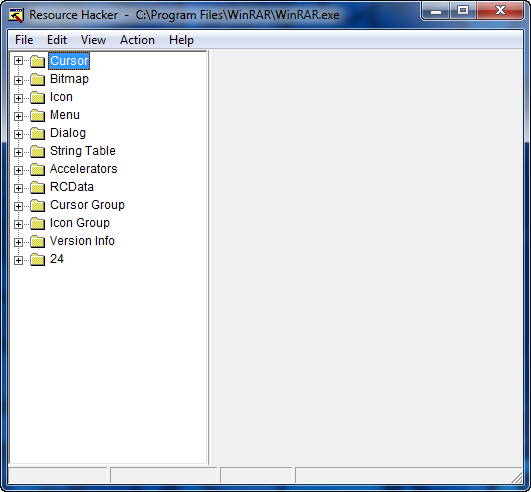 Resource Hacker - C:\Program Files\WinRAR\WinRAR.exe
File Edit View Action Help
Cursor
Bitmap
Icon
Menu
Dialog
String Table
Accelerators
RCData
Cursor Group
Icon Group
Version Info
24